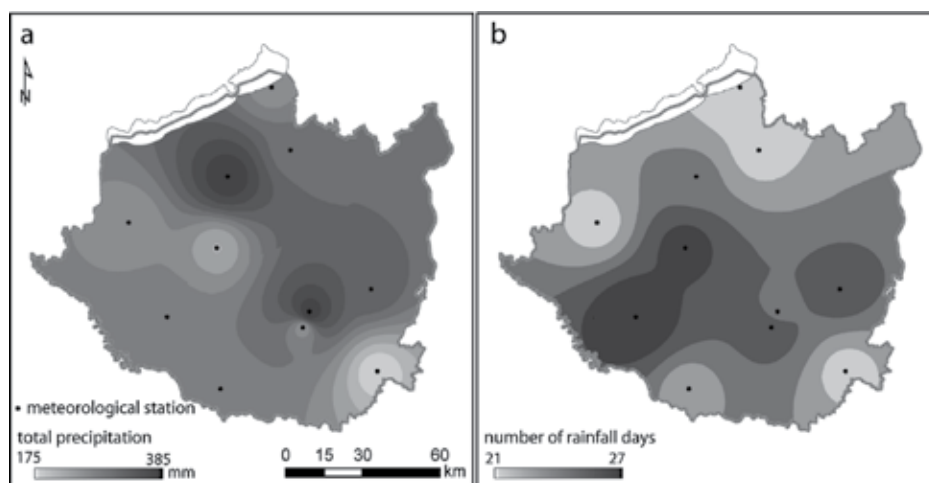 a
N
• meteorological station
total precipitation
175 385
mm
0 15 30 60
km
b
number of rainfall days
21 27